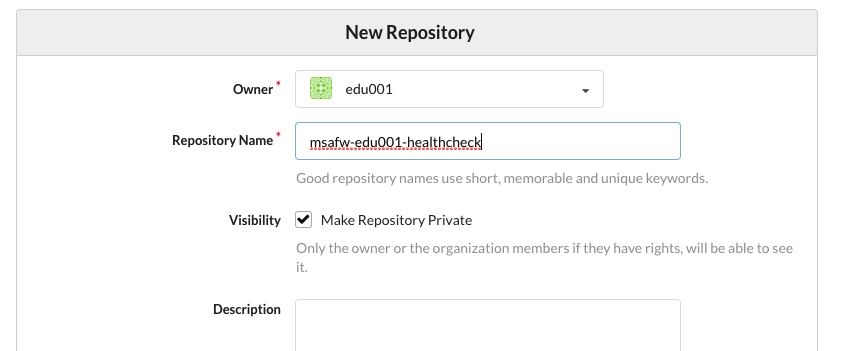 New Repository
Owner *
edu001
Repository Name *
msafw-edu001-healthcheck
Good repository names use short, memorable and unique keywords.
Visibility
Make Repository Private
Only the owner or the organization members if they have rights, will be able to see
it.
Description